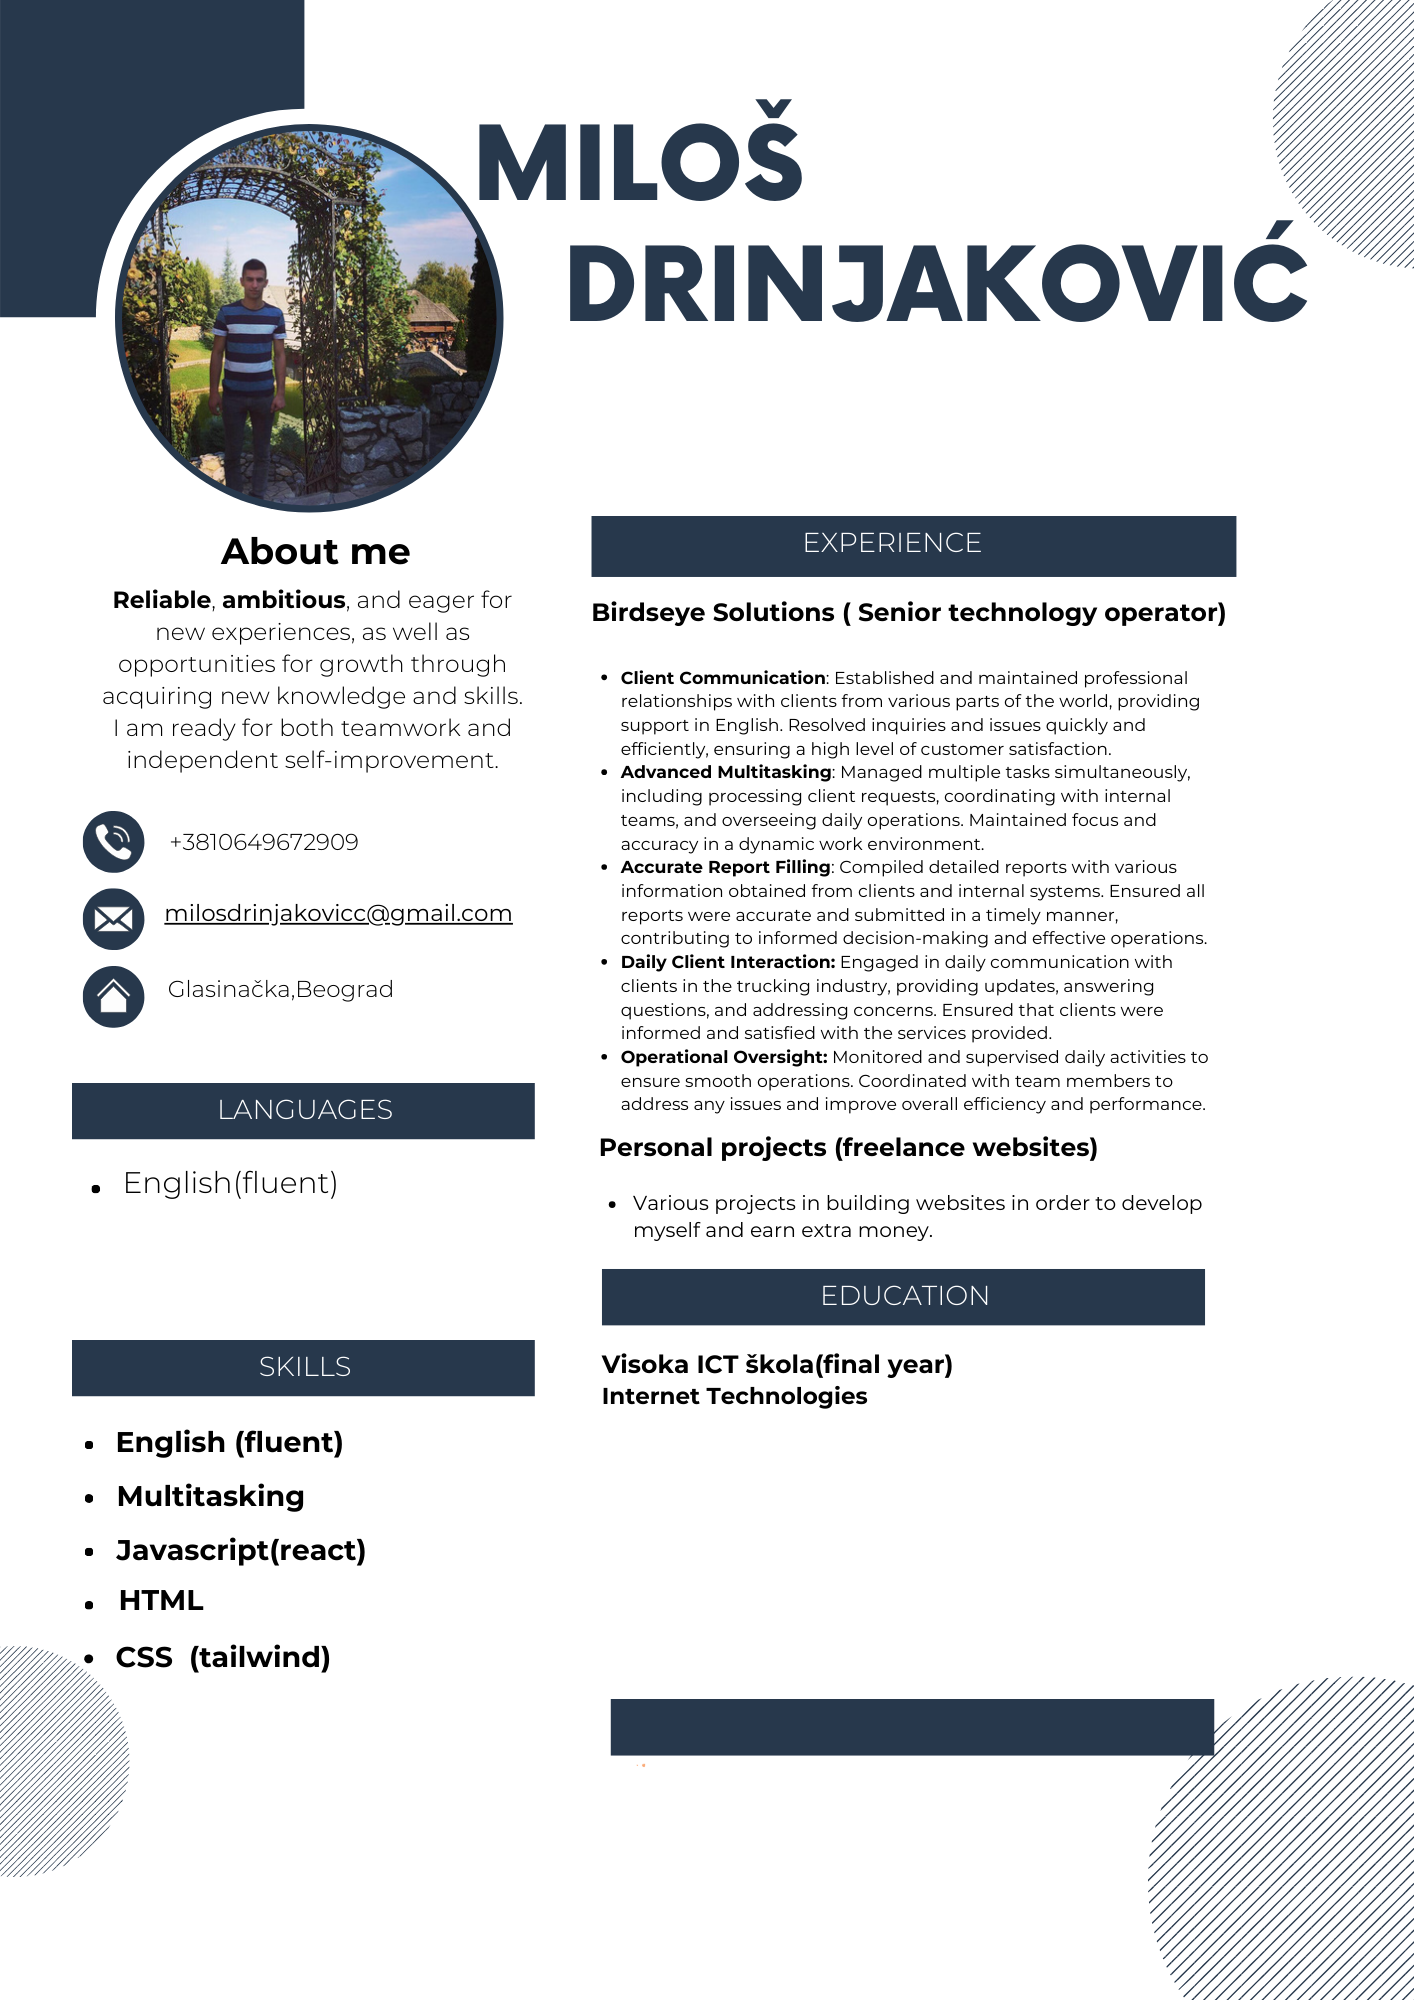 MILOŠ
DRINJAKOVIĆ
About me
Reliable, ambitious, and eager for
new experiences, as well as
opportunities for growth through
acquiring new knowledge and skills.
I am ready for both teamwork and
independent self-improvement.
+3810649672909
milosdrinjakovicc@gmail.com
Glasinačka,Beograd
LANGUAGES
• English(fluent)
SKILLS
• English (fluent)
• Multitasking
• Javascript(react)
• HTML
• CSS  (tailwind)
EXPERIENCE
Birdseye Solutions ( Senior technology operator)
• Client Communication: Established and maintained professional
relationships with clients from various parts of the world, providing
support in English. Resolved inquiries and issues quickly and
efficiently, ensuring a high level of customer satisfaction.
• Advanced Multitasking: Managed multiple tasks simultaneously,
including processing client requests, coordinating with internal
teams, and overseeing daily operations. Maintained focus and
accuracy in a dynamic work environment.
• Accurate Report Filling: Compiled detailed reports with various
information obtained from clients and internal systems. Ensured all
reports were accurate and submitted in a timely manner,
contributing to informed decision-making and effective operations.
• Daily Client Interaction: Engaged in daily communication with
clients in the trucking industry, providing updates, answering
questions, and addressing concerns. Ensured that clients were
informed and satisfied with the services provided.
• Operational Oversight: Monitored and supervised daily activities to
ensure smooth operations. Coordinated with team members to
address any issues and improve overall efficiency and performance.
Personal projects (freelance websites)
• Various projects in building websites in order to develop
myself and earn extra money.
EDUCATION
Visoka ICT škola(final year)
Internet Technologies